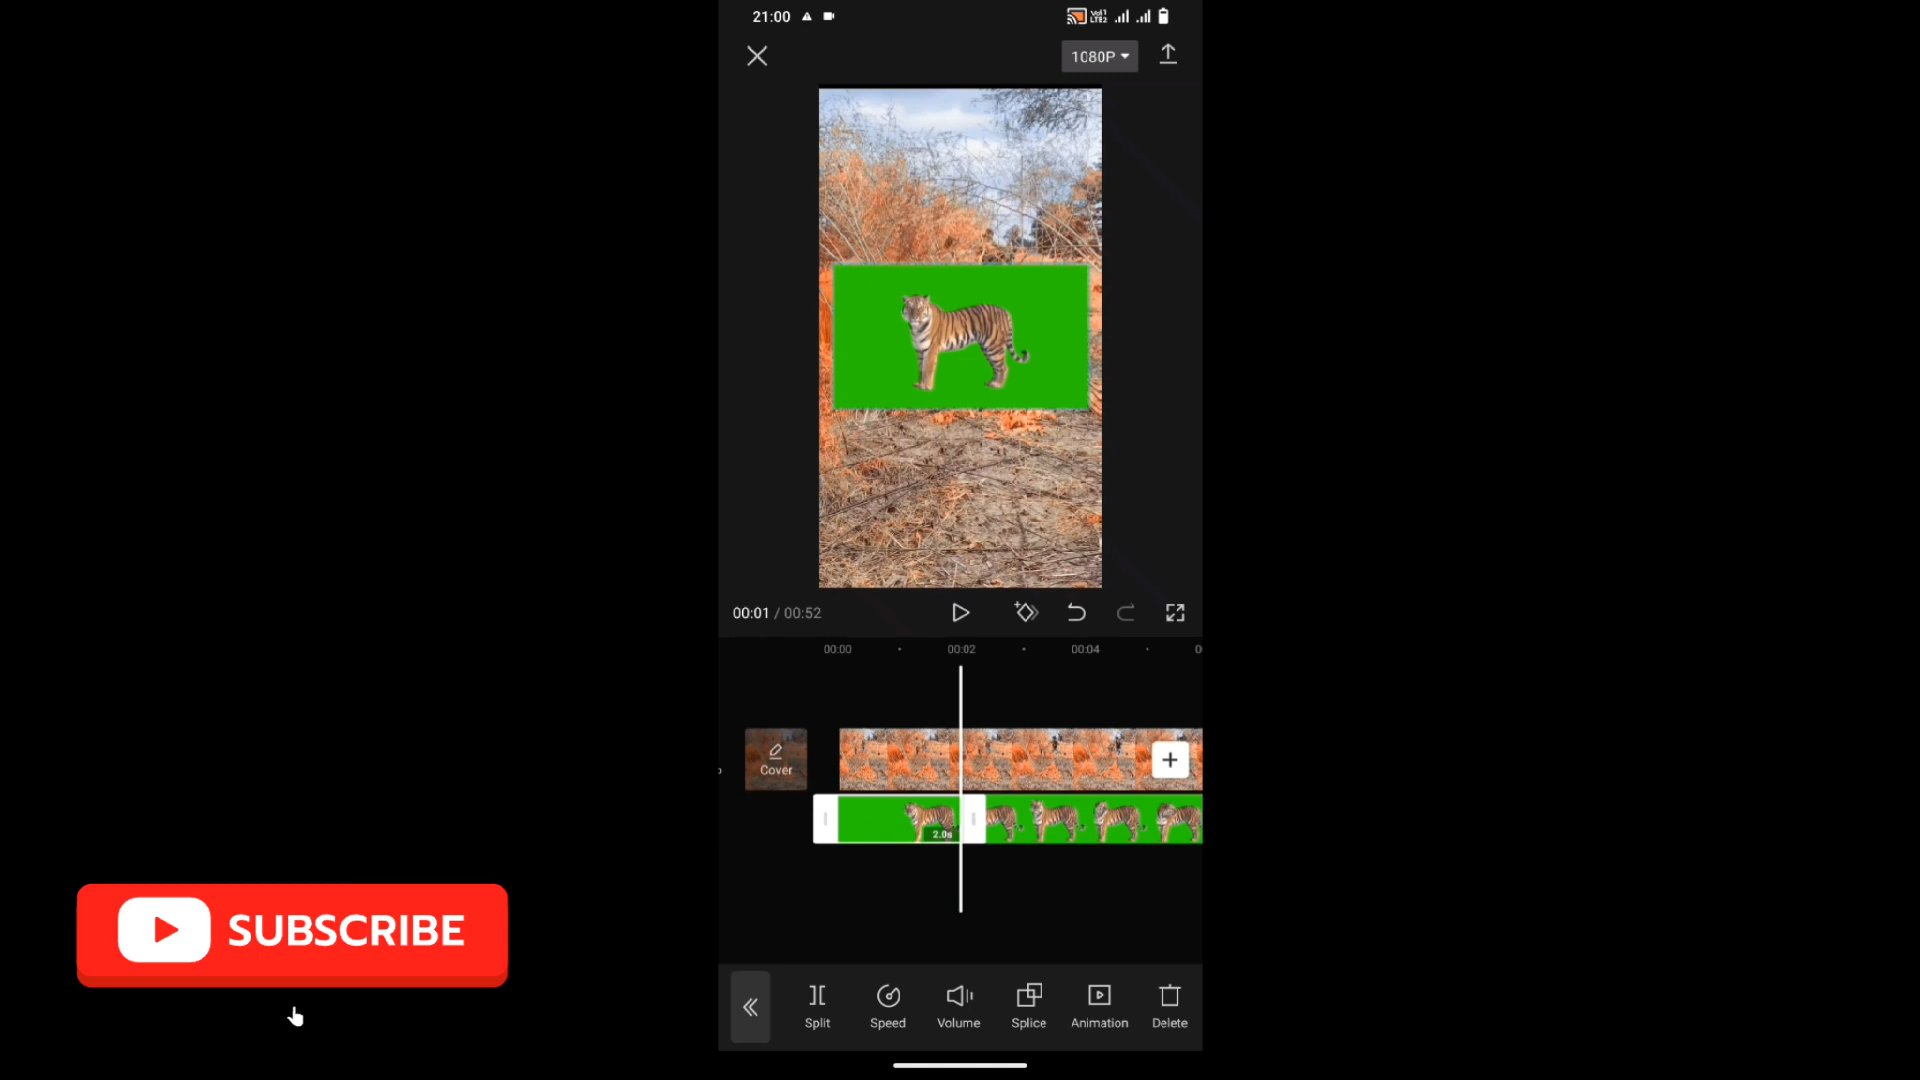 21:00
1080P
00:01 / 00:52
00:00
00:02
00:04
Cover
2.0s
SUBSCRIBE
Split
Speed
Volume
Splice
Animation
Delete